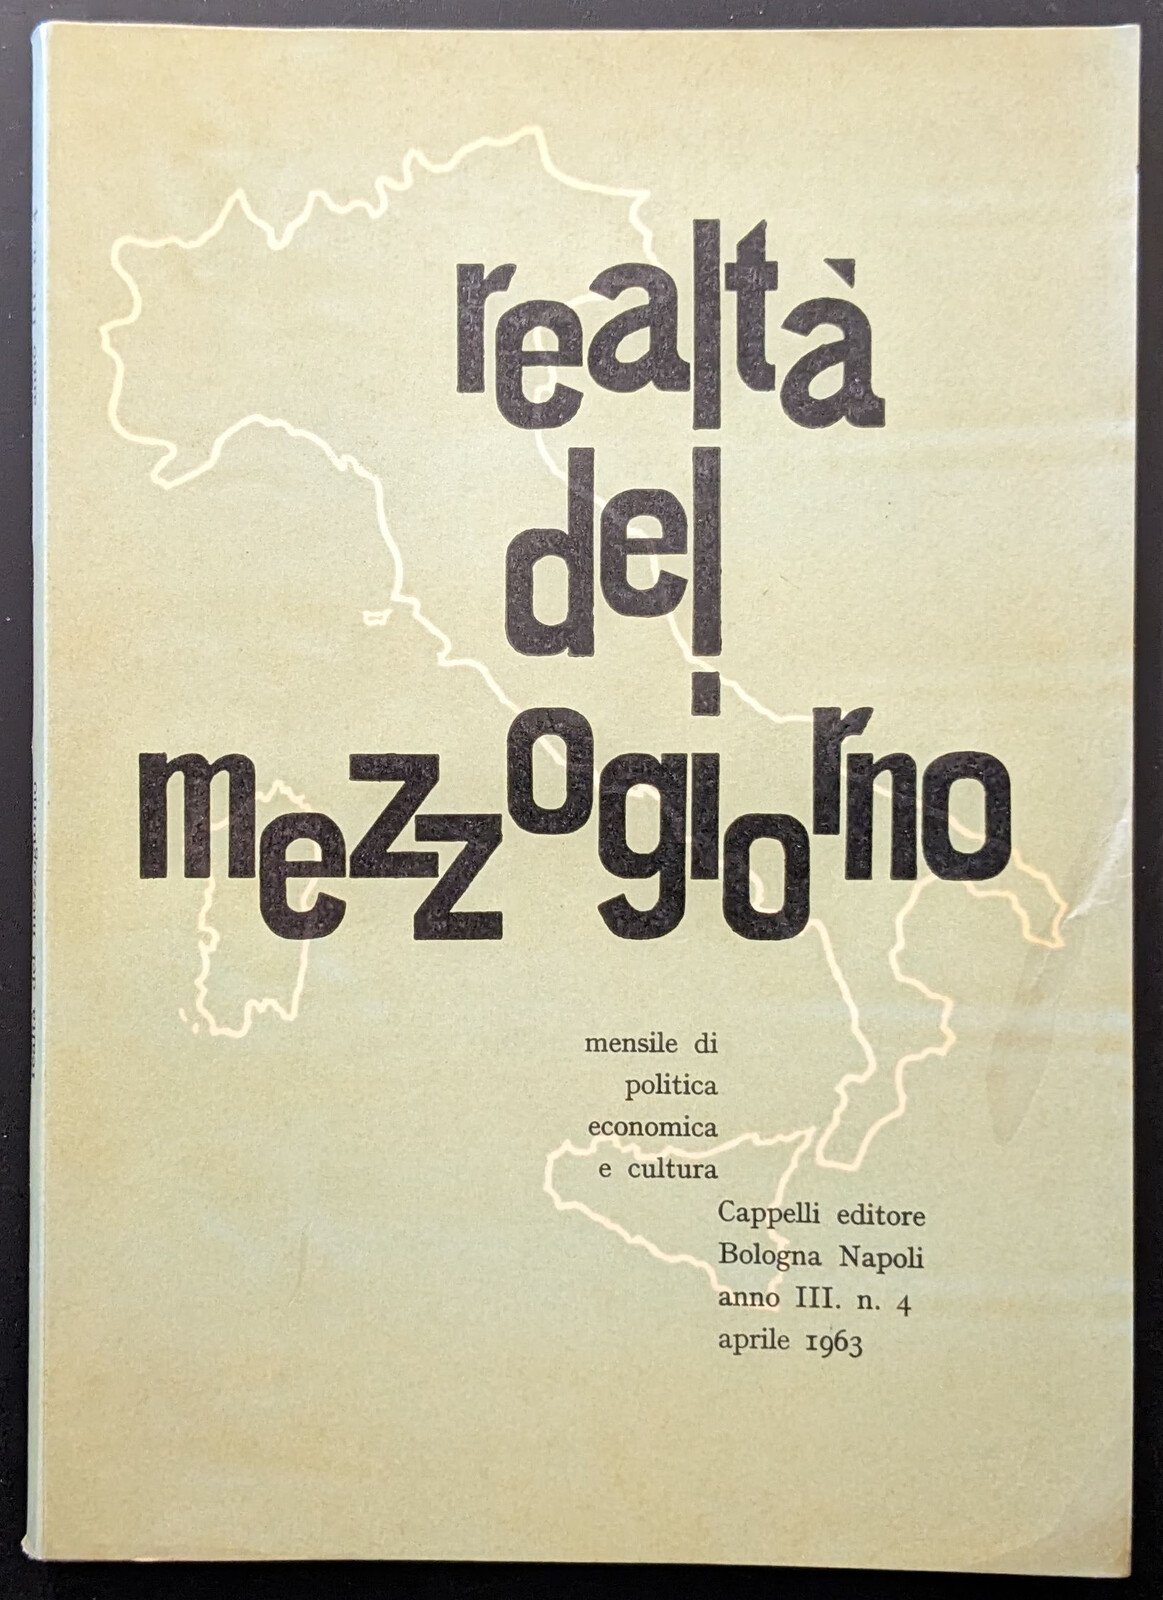 realtà
del
mezzogiorno
mensile di
politica
economica
e cultura
Cappelli editore
Bologna Napoli
anno III. n. 4
aprile 1963